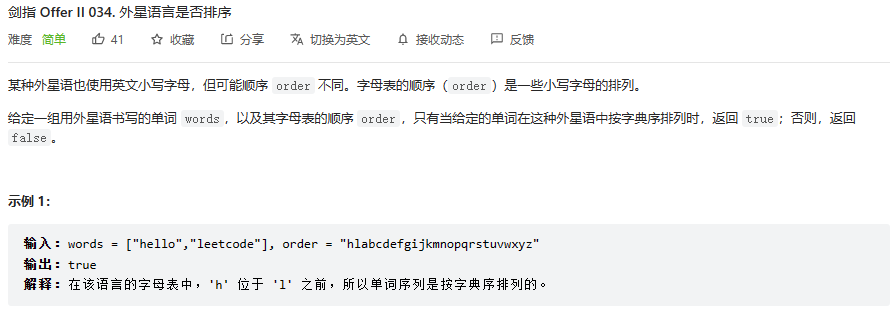 剑指 Offer II 034. 外星语言是否排序
难度 简单 41 收藏 分享 切换为英文 接收动态 反馈
某种外星语也使用英文小写字母，但可能顺序 order 不同。字母表的顺序（order）是一些小写字母的排列。
给定一组用外星语书写的单词 words，以及其字母表的顺序 order，只有当给定的单词在这种外星语中按字典序排列时，返回 true；否则，返回
false。
示例 1：
输入：words = ["hello","leetcode"], order = "hlabcdefgijkmnopqrstuvwxyz"
输出：true
解释：在该语言的字母表中，'h' 位于 'l' 之前，所以单词序列是按字典序排列的。